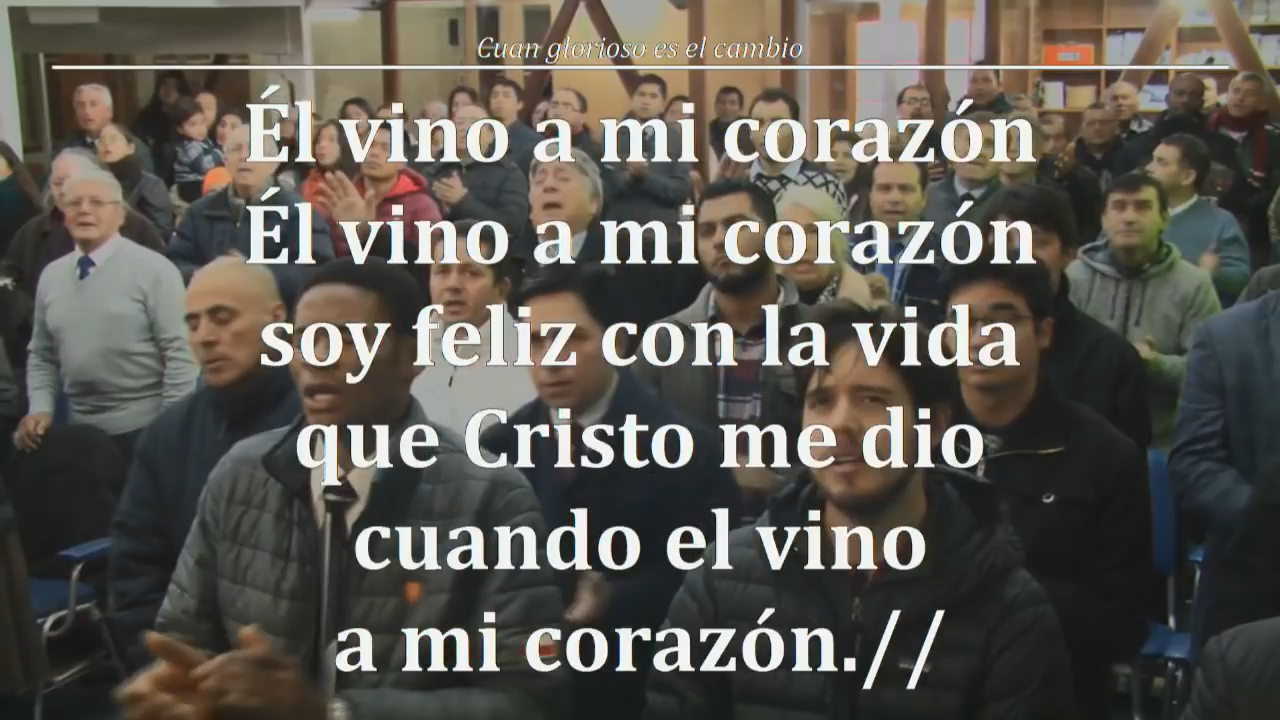 Cuan glorioso es el cambio
Él vino a mi corazón
Él vino a mi corazón
soy feliz con la vida
que Cristo me dio
cuando el vino
a mi corazón.//